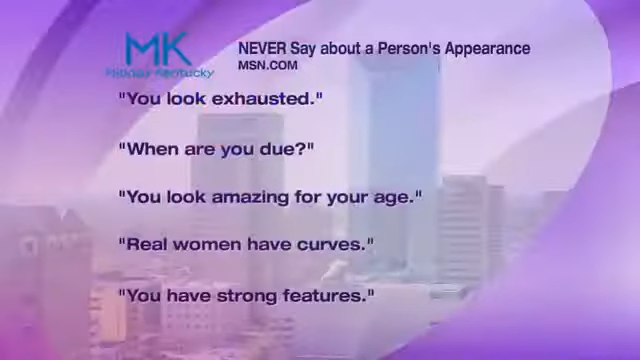 MK
Midday Kentucky
NEVER Say about a Person's Appearance
MSN.COM
"You look exhausted."
"When are you due?"
"You look amazing for your age."
"Real women have curves."
"You have strong features."